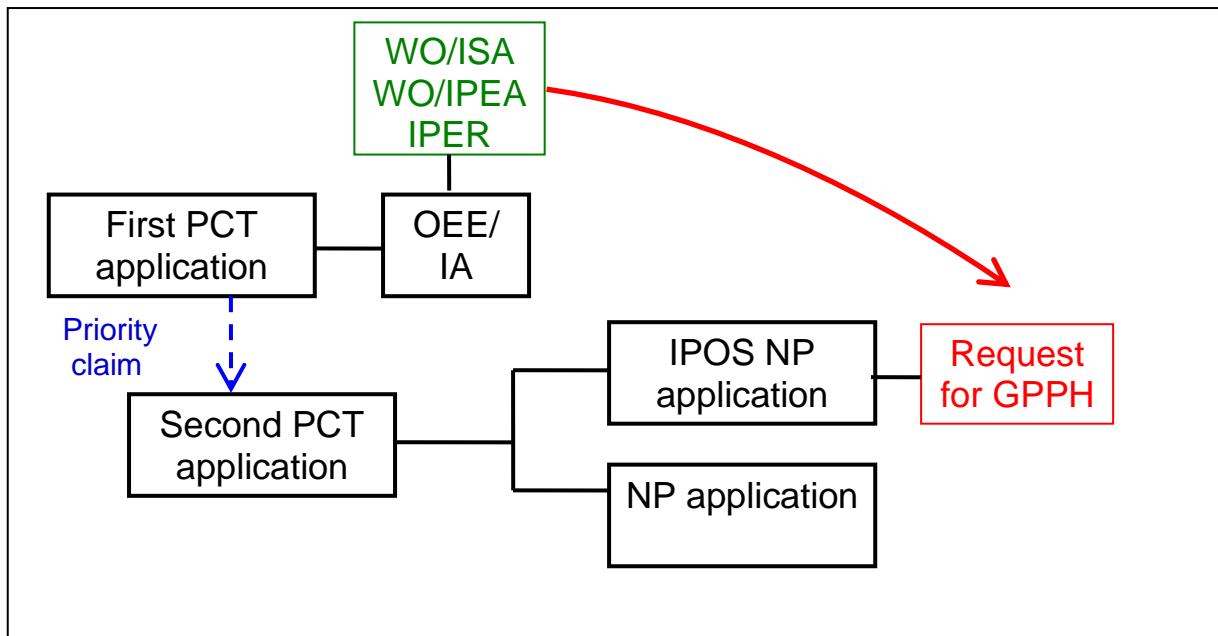 WO/ISA
WO/IPEA
IPER
First PCT
application
OEE/
IA
Priority
claim
Second PCT
application
IPOS NP
application
Request
for GPPH
NP application